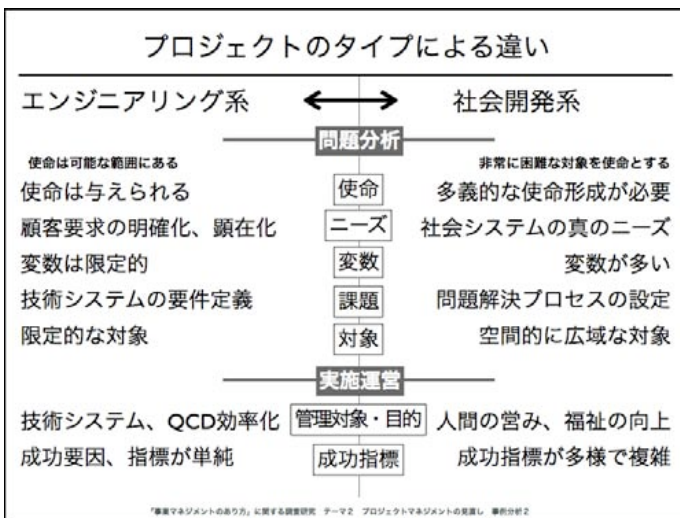 プロジェクトのタイプによる違い
エンジニアリング系 社会開発系
問題分析
使命は可能な範囲にある 非常に困難な対象を使命とする
使命は与えられる 使命 多義的な使命形成が必要
顧客要求の明確化、顕在化 ニーズ 社会システムの真のニーズ
変数は限定的 変数 変数が多い
技術システムの要件定義 課題 問題解決プロセスの設定
限定的な対象 対象 空間的に広域な対象
実施運営
技術システム、QCD効率化 管理対象・目的 人間の営み、福祉の向上
成功要因、指標が単純 成功指標 成功指標が多様で複雑
「事業マネジメントのあり方」に関する調査研究 テーマ2 プロジェクトマネジメントの見直し 事例分析2